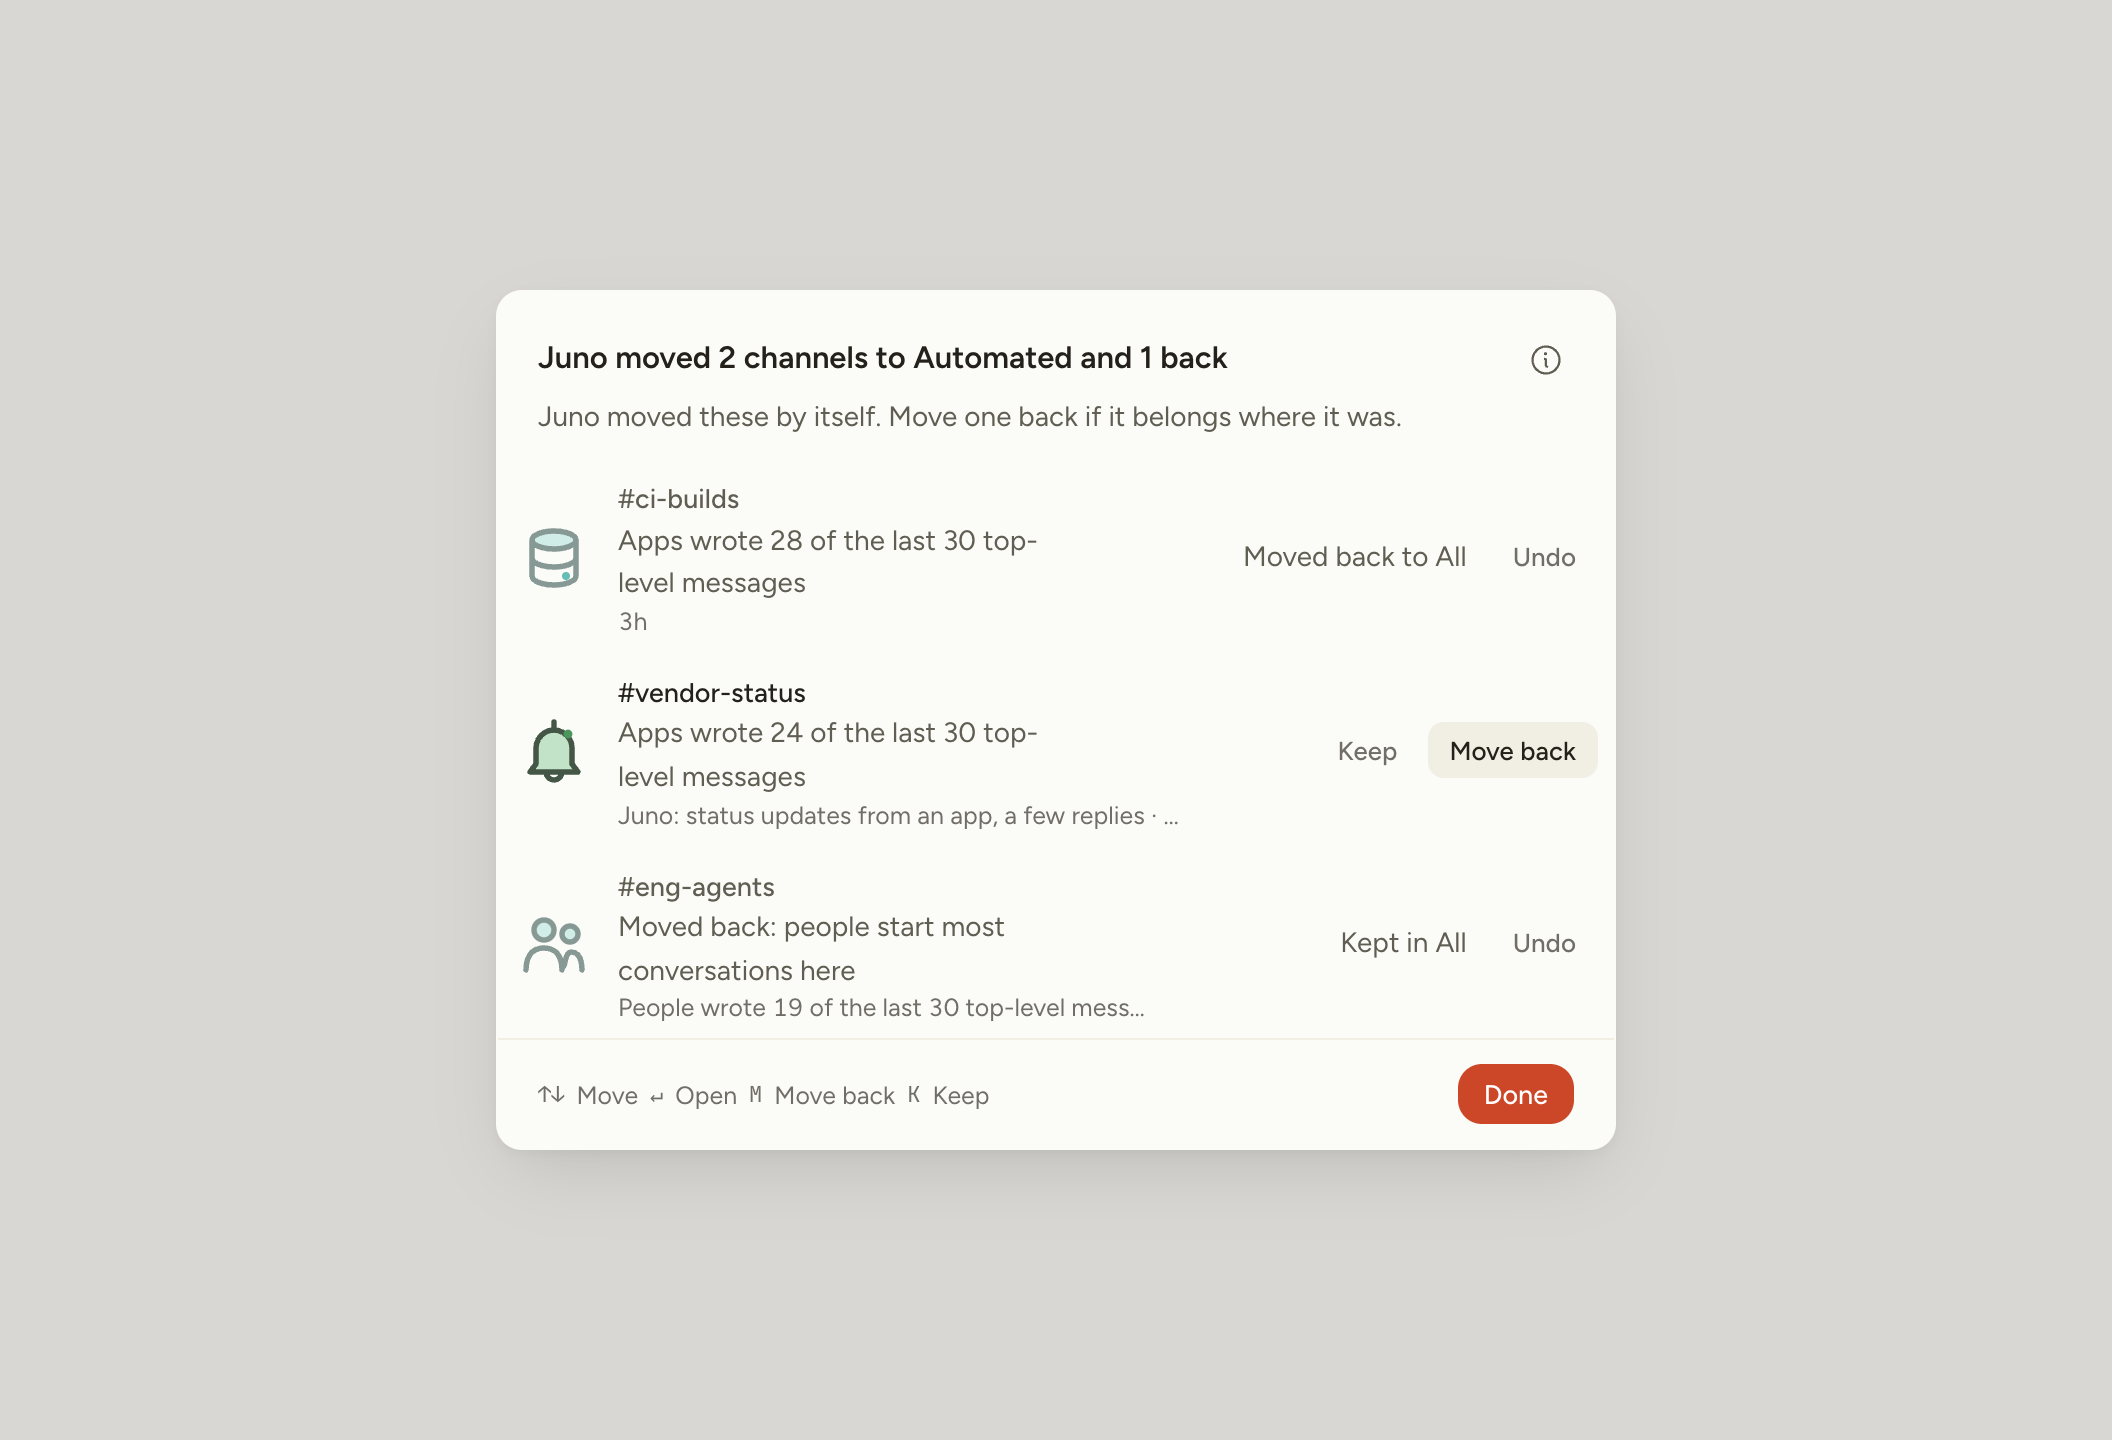 Juno moved 2 channels to Automated and 1 back
Juno moved these by itself. Move one back if it belongs where it was.
#ci-builds
Apps wrote 28 of the last 30 top-
level messages
3h
Moved back to All Undo
#vendor-status
Apps wrote 24 of the last 30 top-
level messages
Juno: status updates from an app, a few replies · ...
Keep Move back
#eng-agents
Moved back: people start most
conversations here
People wrote 19 of the last 30 top-level mess...
Kept in All Undo
↑↓ Move ↵ Open M Move back K Keep
Done